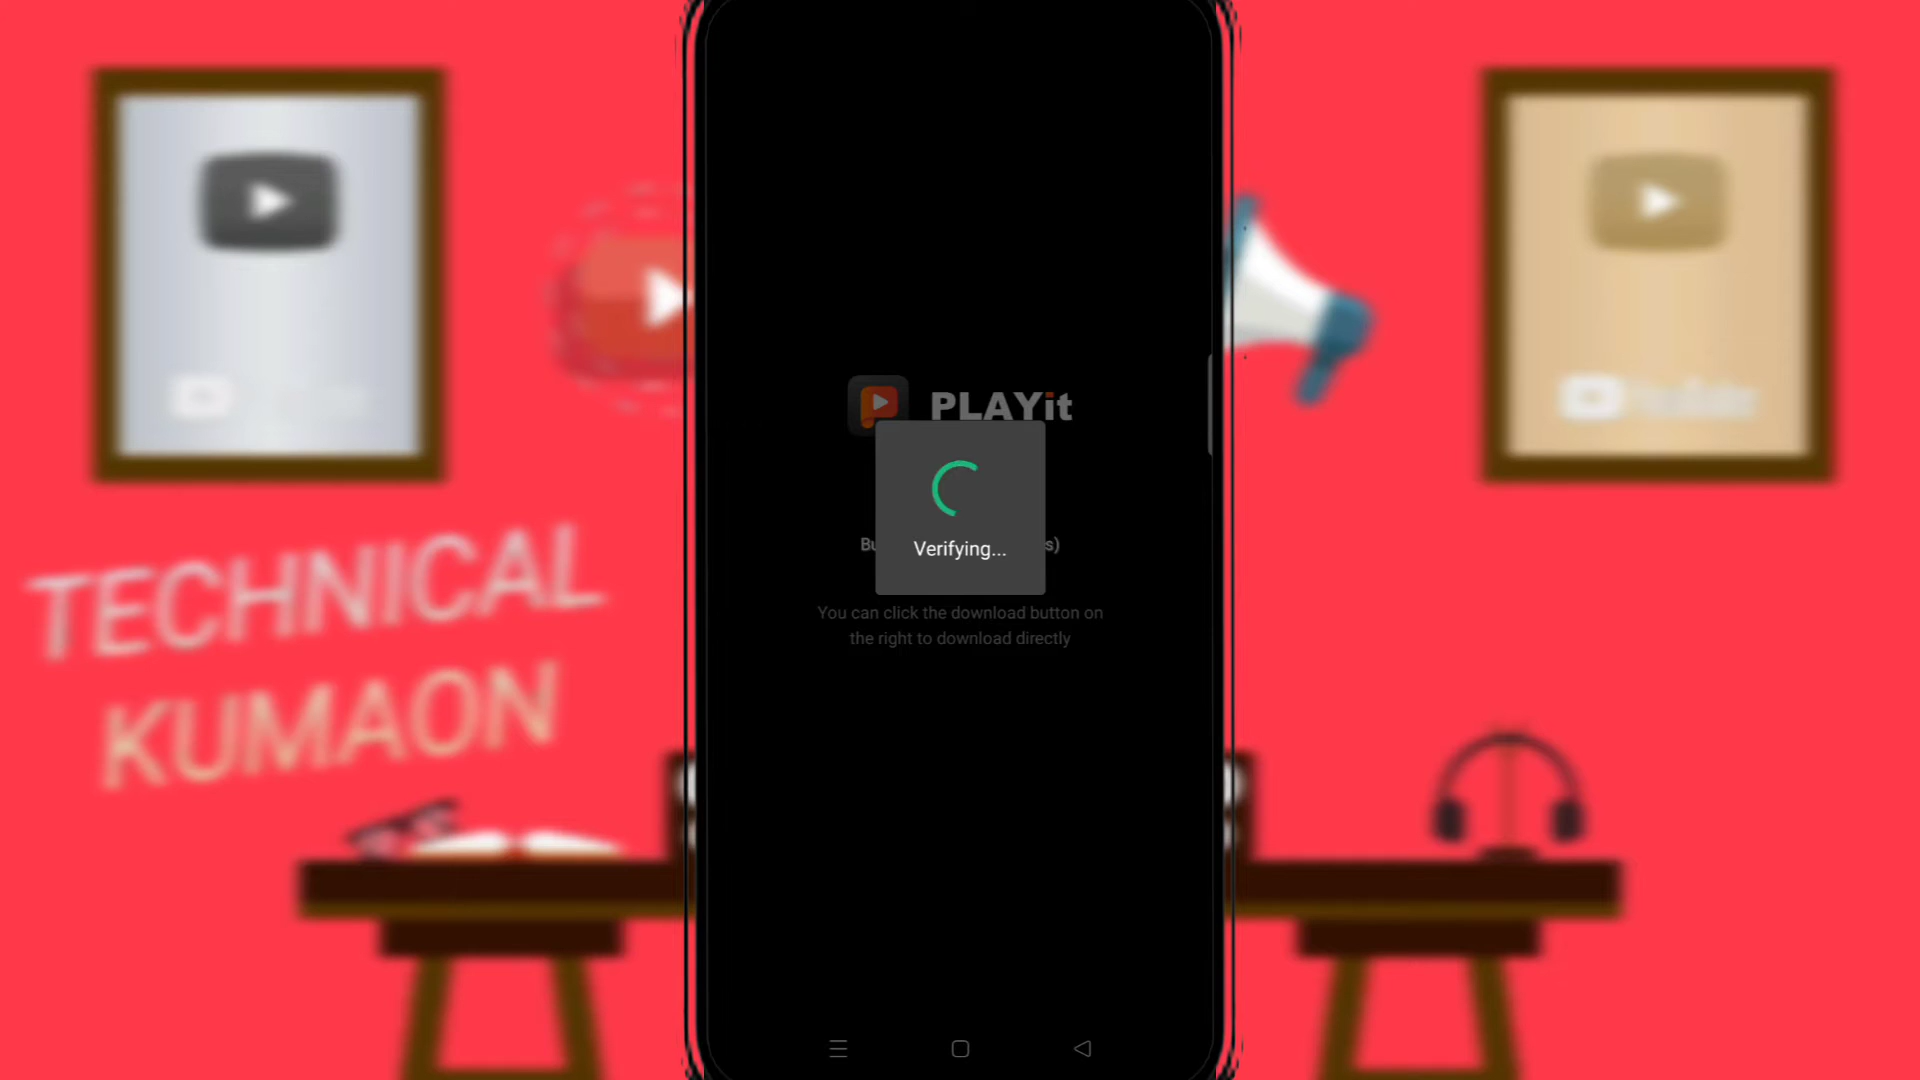 PLAYit
Verifying...
You can click the download button on
the right to download directly
TECHNICAL
KUMAON